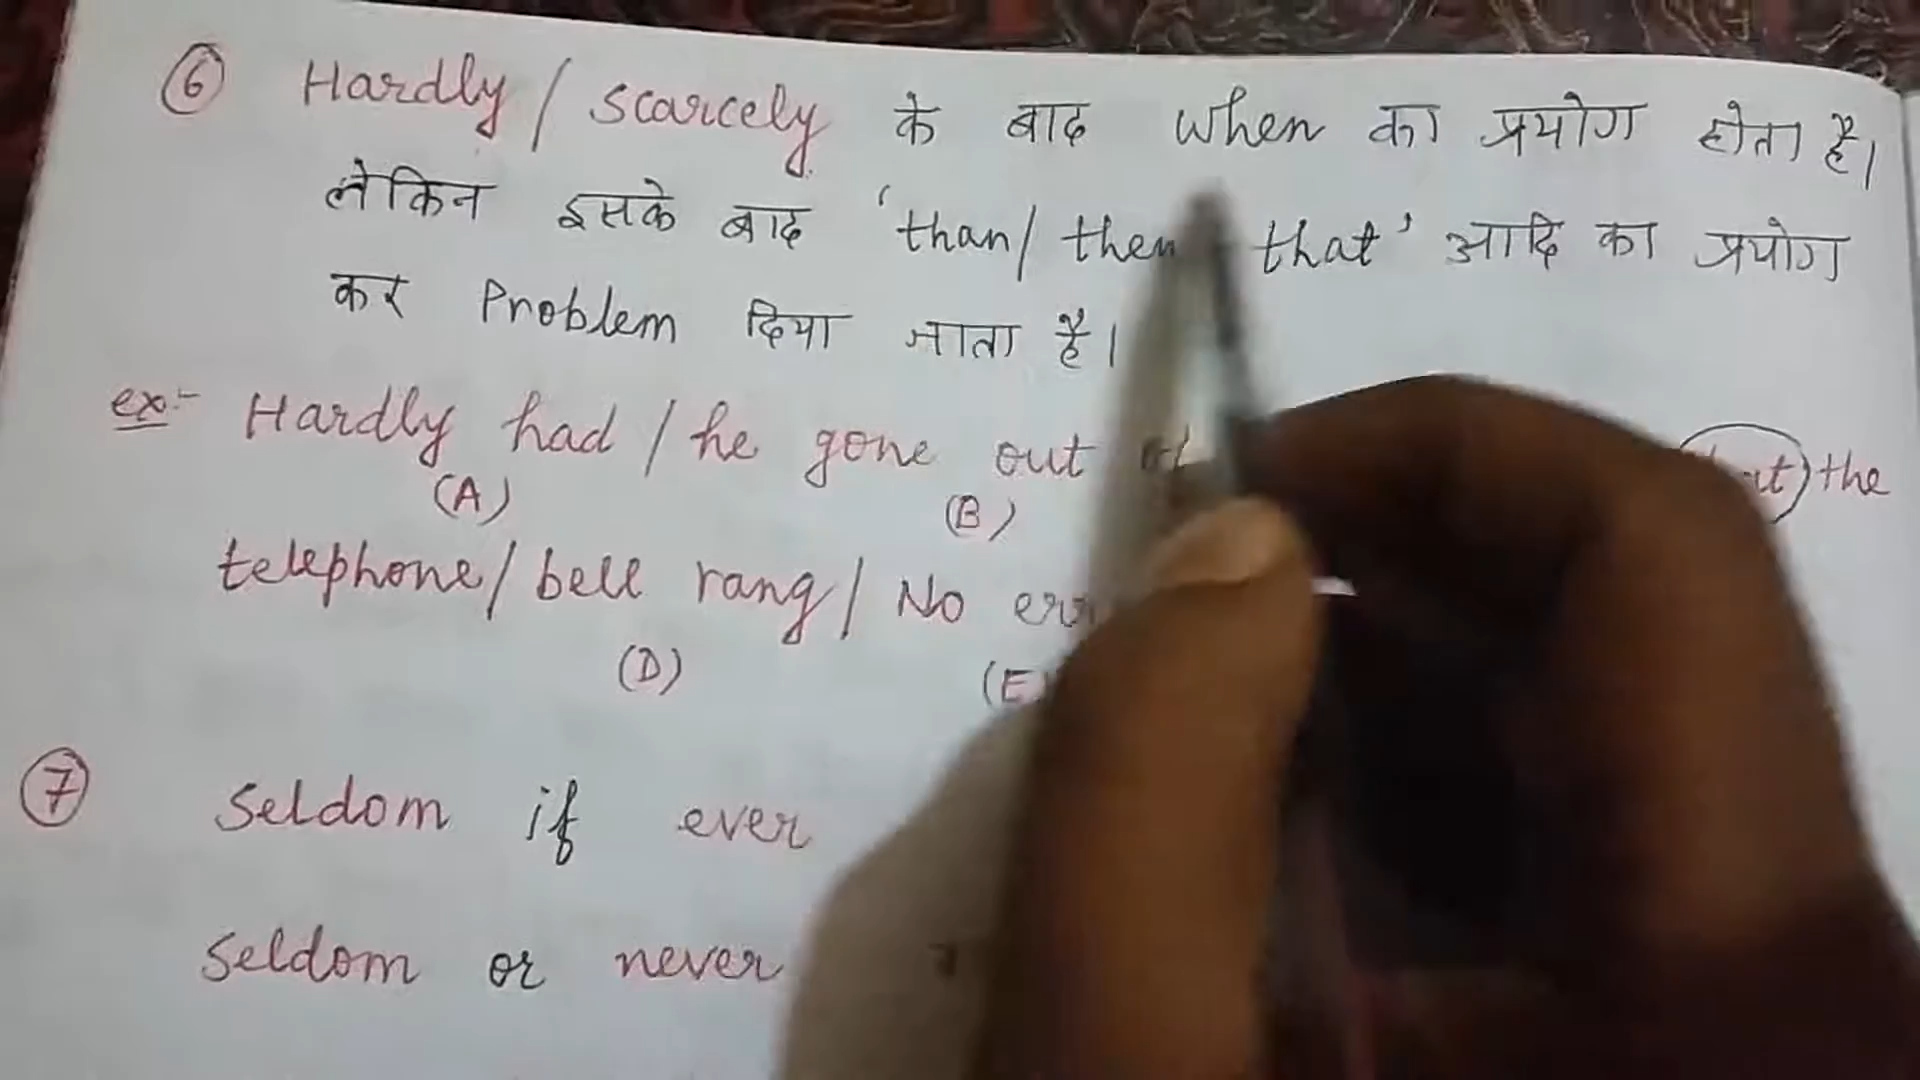 6 Hardly / scarcely के बाद when का प्रयोग होता है।
लेकिन इसके बाद 'than/ then that' आदि का प्रयोग
कर Problem दिया जाता है।
ex:- Hardly had / he gone out the
(A) (B)
telephone/ bell rang/ No
(D) (E)
7 Seldom if ever
Seldom or never